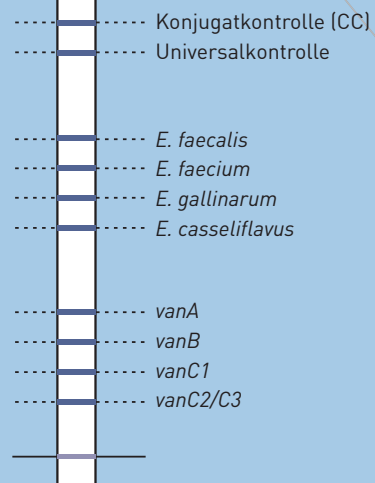 Konjugatkontrolle (CC)
Universalkontrolle
E. faecalis
E. faecium
E. gallinarum
E. casseliflavus
vanA
vanB
vanC1
vanC2/C3